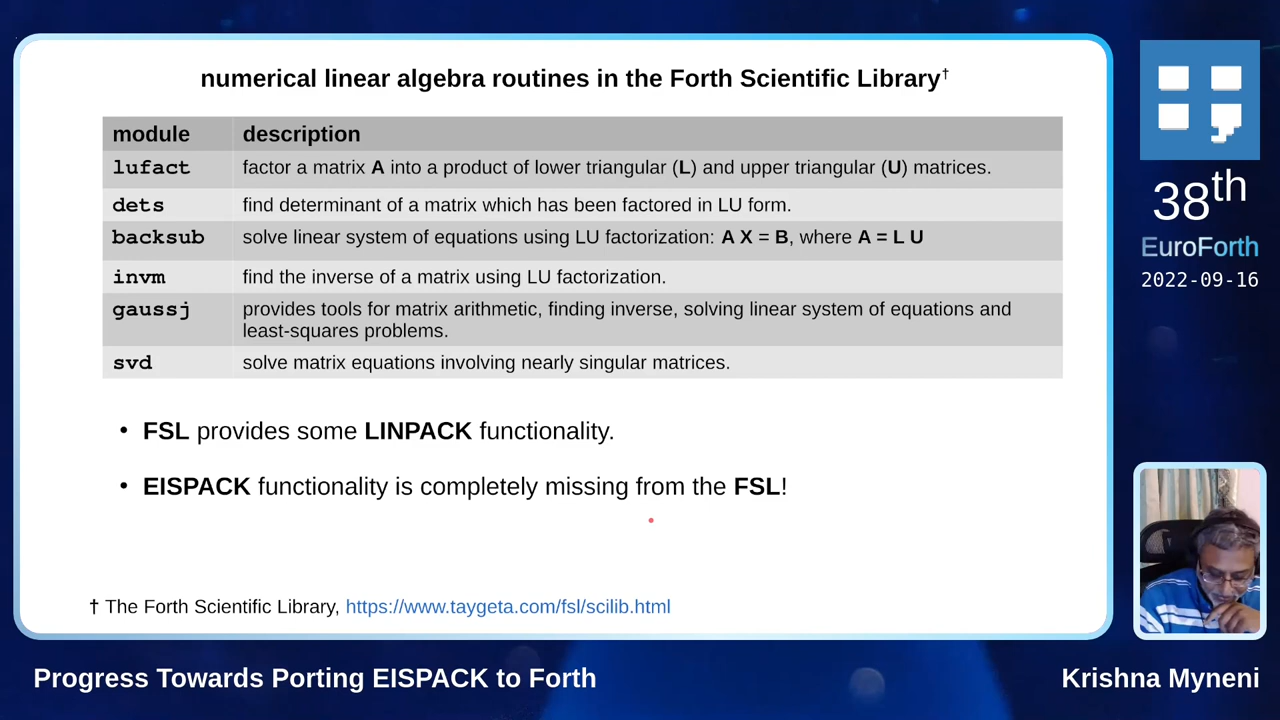 numerical linear algebra routines in the Forth Scientific Library†
module description
lufact factor a matrix A into a product of lower triangular (L) and upper triangular (U) matrices.
dets find determinant of a matrix which has been factored in LU form.
backsub solve linear system of equations using LU factorization: A X = B, where A = L U
invm find the inverse of a matrix using LU factorization.
gaussj provides tools for matrix arithmetic, finding inverse, solving linear system of equations and
least-squares problems.
svd solve matrix equations involving nearly singular matrices.
• FSL provides some LINPACK functionality.
• EISPACK functionality is completely missing from the FSL!
† The Forth Scientific Library, https://www.taygeta.com/fsl/scilib.html
38th
EuroForth
2022-09-16
Progress Towards Porting EISPACK to Forth
Krishna Myneni